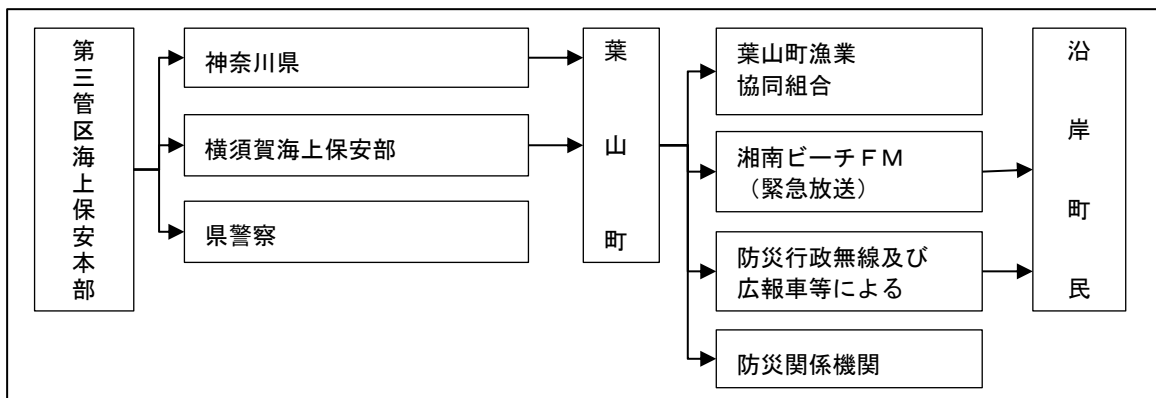 第三管区海上保安本部
神奈川県
横須賀海上保安部
県警察
葉山町
葉山町漁業
協同組合
湘南ビーチＦＭ
（緊急放送）
防災行政無線及び
広報車等による
防災関係機関
沿岸町民